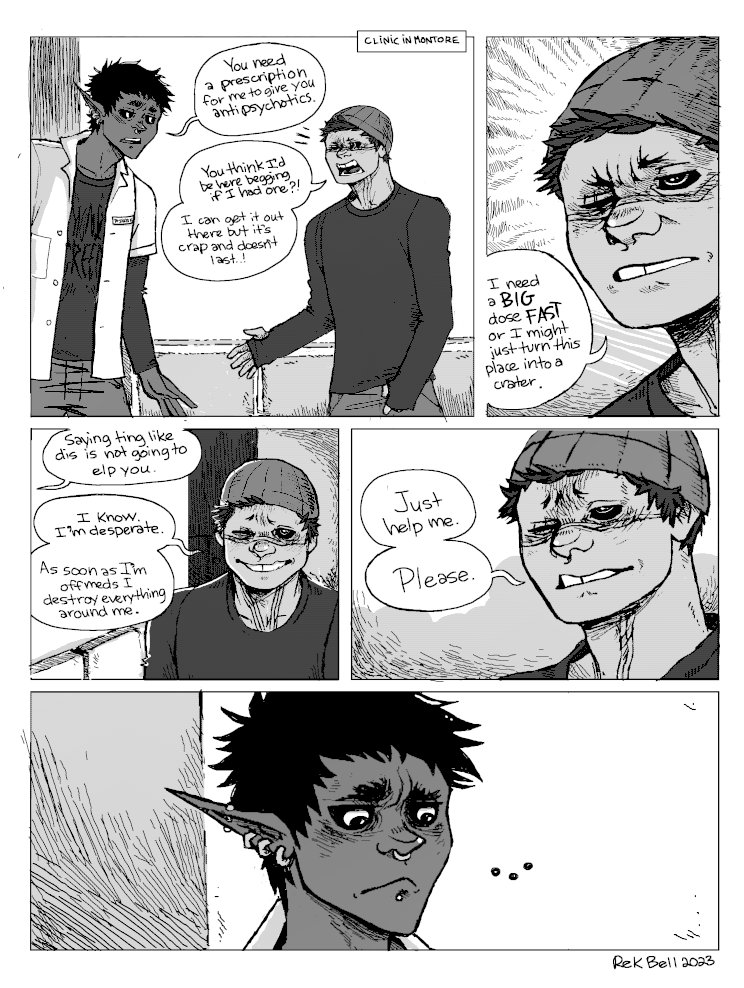 CLINIC IN MONTORE
You need
a prescription
for me to give you
antipsychotics.
You think I'd
be here begging
if I had one?!
I can get it out
there but it's
crap and doesn't
last..!
I need
a BIG
dose FAST
or I might
just turn this
place into a
crater.
Saying ting like
dis is not going to
elp you.
I know.
I'm desperate.
As soon as I'm
off meds I
destroy everything
around me.
Just
help me.
Please.
...
Rek Bell 2023